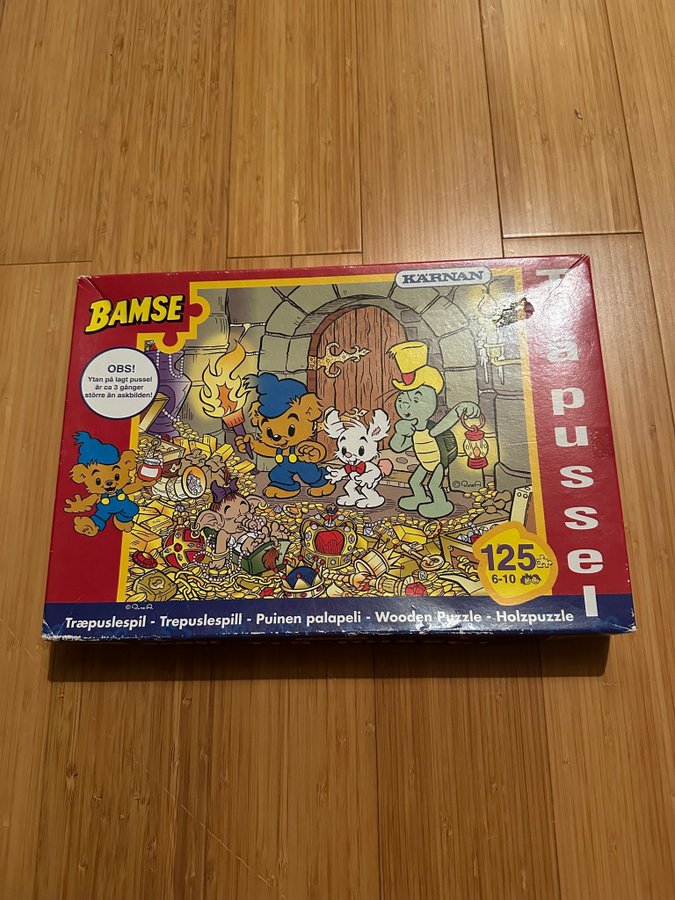 BAMSE
KÄRNAN
OBS!
Ytan på lagt pussel
är ca 3 gånger
större än askbilden!
Träpussel
125
6-10
Træpuslespil - Trepuslespill - Puinen palapeli - Wooden Puzzle - Holzpuzzle